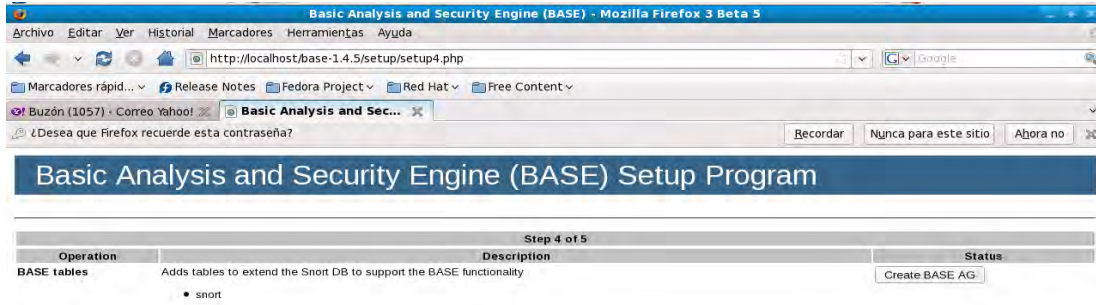 Basic Analysis and Security Engine (BASE) - Mozilla Firefox 3 Beta 5
Archivo Editar Ver Historial Marcadores Herramientas Ayuda
http://localhost/base-1.4.5/setup/setup4.php Google
Marcadores rápid... Release Notes Fedora Project Red Hat Free Content
Buzón (1057) - Correo Yahoo! Basic Analysis and Sec...
¿Desea que Firefox recuerde esta contraseña? Recordar Nunca para este sitio Ahora no
Basic Analysis and Security Engine (BASE) Setup Program
Step 4 of 5
Operation Description Status
BASE tables Adds tables to extend the Snort DB to support the BASE functionality Create BASE AG
• snort